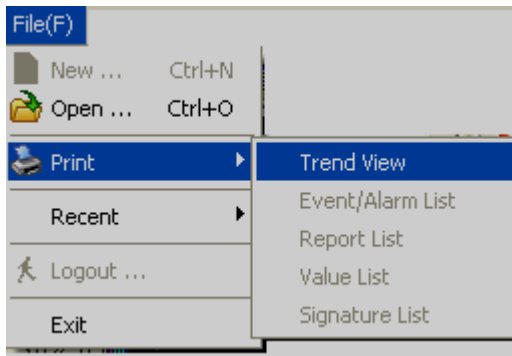 File(F)
New ... Ctrl+N
Open ... Ctrl+O
Print
Trend View
Event/Alarm List
Report List
Value List
Signature List
Recent
Logout ...
Exit